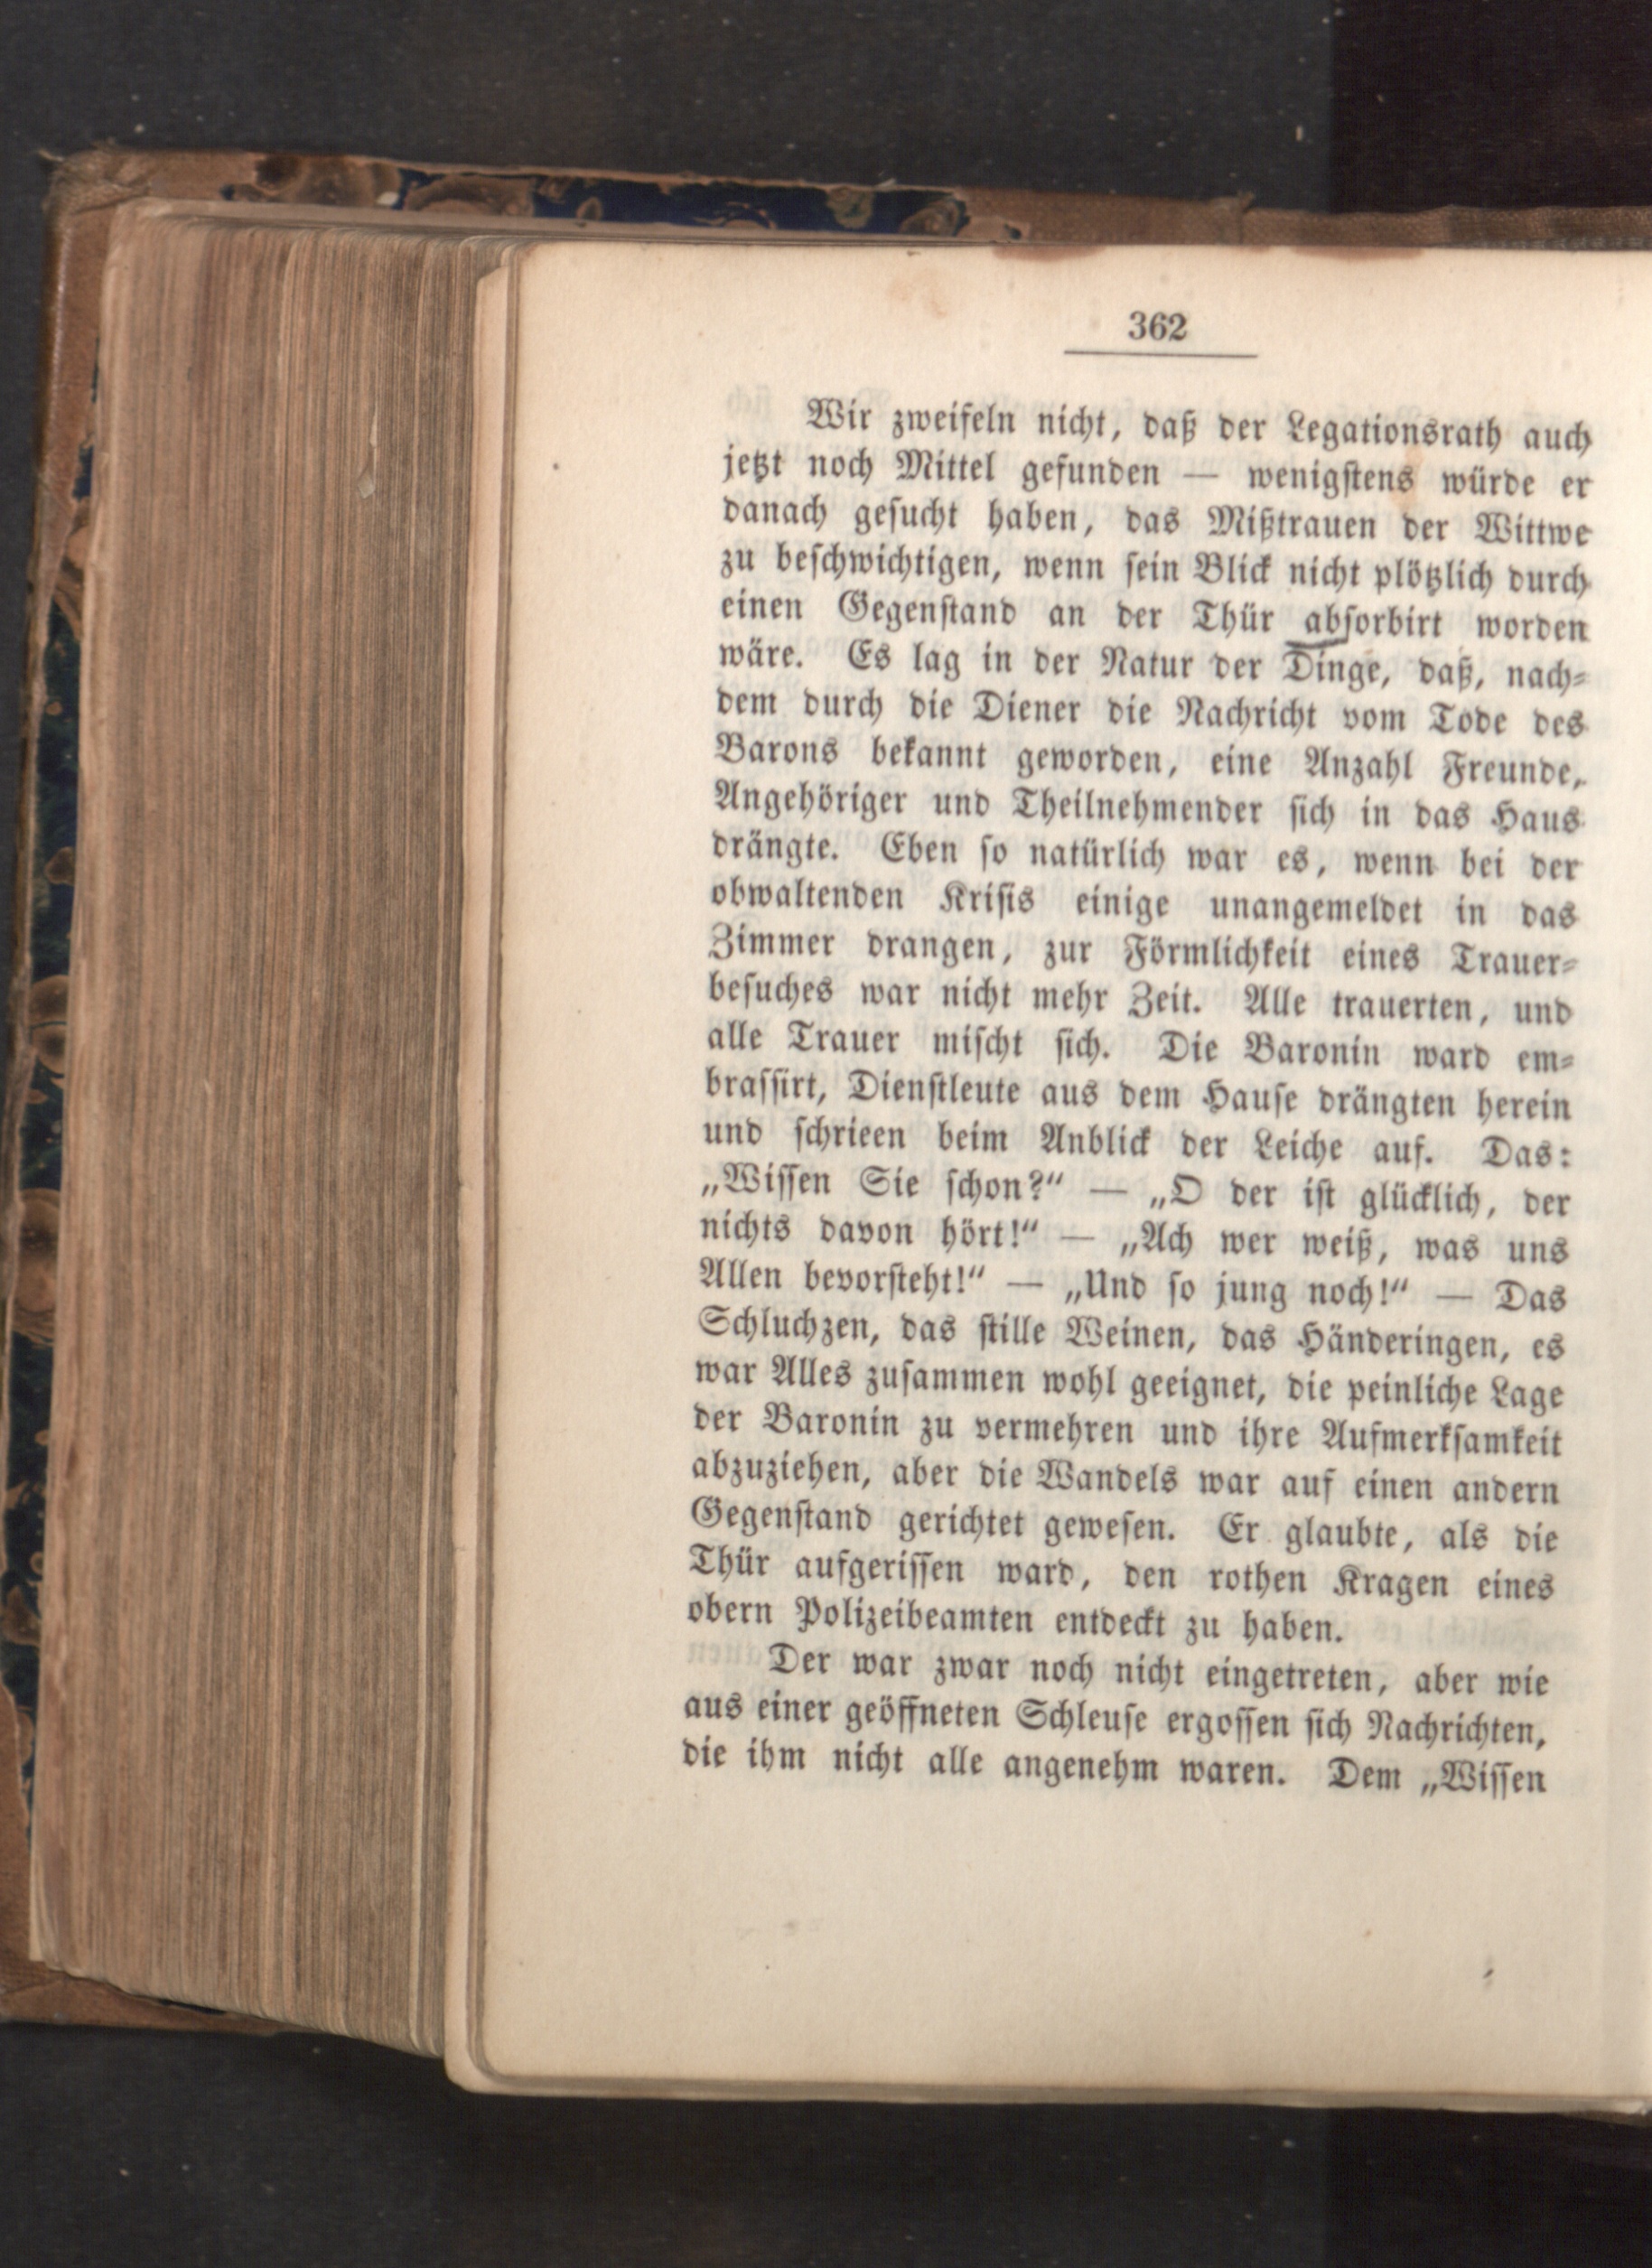 362
Wir zweifeln nicht, daß der Legationsrath auch
jetzt noch Mittel gefunden — wenigstens würde er
danach gesucht haben, das Mißtrauen der Wittwe
zu beschwichtigen, wenn sein Blick nicht plötzlich durch
einen Gegenstand an der Thür absorbirt worden
wäre. Es lag in der Natur der Dinge, daß, nach⸗
dem durch die Diener die Nachricht vom Tode des
Barons bekannt geworden, eine Anzahl Freunde,
Angehöriger und Theilnehmender sich in das Haus
drängte. Eben so natürlich war es, wenn bei der
obwaltenden Krisis einige unangemeldet in das
Zimmer drangen, zur Förmlichkeit eines Trauer⸗
besuches war nicht mehr Zeit. Alle trauerten, und
alle Trauer mischt sich. Die Baronin ward em⸗
brassirt, Dienstleute aus dem Hause drängten herein
und schrieen beim Anblick der Leiche auf. Das:
„Wissen Sie schon?“ — „O der ist glücklich, der
nichts davon hört!“ — „Ach wer weiß, was uns
Allen bevorsteht!“ — „Und so jung noch!“ — Das
Schluchzen, das stille Weinen, das Händeringen, es
war Alles zusammen wohl geeignet, die peinliche Lage
der Baronin zu vermehren und ihre Aufmerksamkeit
abzuziehen, aber die Wandels war auf einen andern
Gegenstand gerichtet gewesen. Er glaubte, als die
Thür aufgerissen ward, den rothen Kragen eines
obern Polizeibeamten entdeckt zu haben.
Der war zwar noch nicht eingetreten, aber wie
aus einer geöffneten Schleuse ergossen sich Nachrichten,
die ihm nicht alle angenehm waren. Dem „Wissen